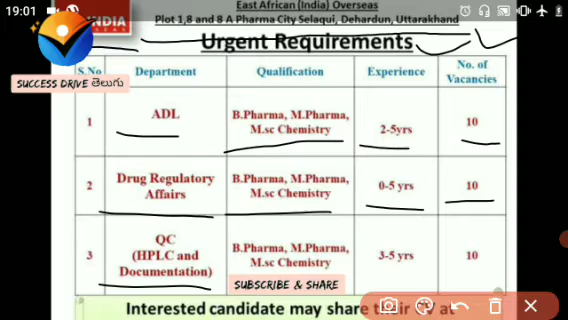 19:01
East African (India) Overseas
Plot 1,8 and 8 A Pharma City Selaqui, Dehardun, Uttarakhand
INDIA
Urgent Requirements
SUCCESS DRIVE తెలుగు
S.No Department Qualification Experience No. of Vacancies
1 ADL B.Pharma, M.Pharma, M.sc Chemistry 2-5yrs 10
2 Drug Regulatory Affairs B.Pharma, M.Pharma, M.sc Chemistry 0-5 yrs 10
3 QC (HPLC and Documentation) B.Pharma, M.Pharma, M.sc Chemistry 3-5 yrs 10
SUBSCRIBE & SHARE
Interested candidate may share their CV at